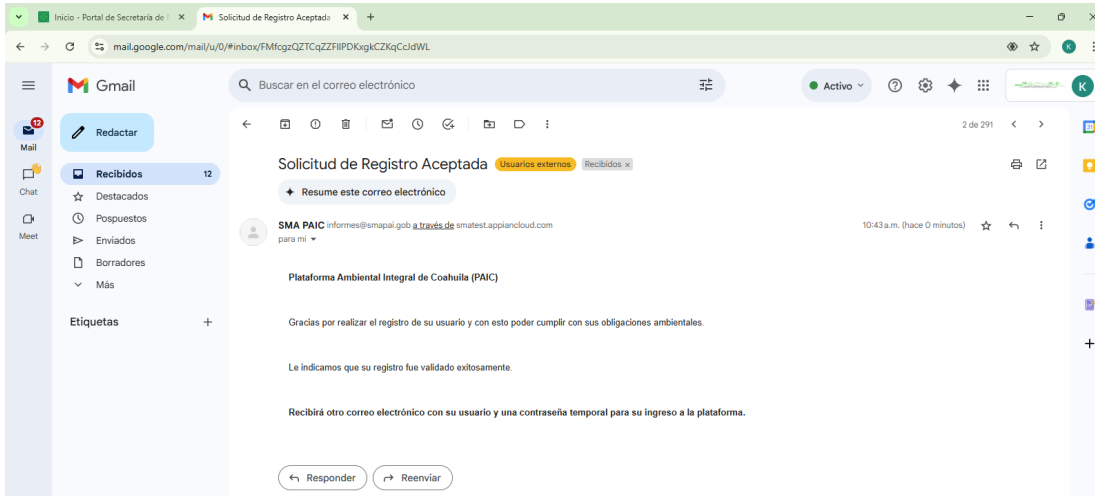 Inicio - Portal de Secretaría de
Solicitud de Registro Aceptada
mail.google.com/mail/u/0/#inbox/FMfcgzQZTCqZZFIIPDKxgkCZKqCcJdWL
K
Gmail
Buscar en el correo electrónico
Activo
K
12
Mail
Chat
Meet
Redactar
Recibidos 12
Destacados
Pospuestos
Enviados
Borradores
Más
Etiquetas
2 de 291
Solicitud de Registro Aceptada Usuarios externos Recibidos x
Resume este correo electrónico
SMA PAIC informes@smapai.gob a través de smatest.appiancloud.com 10:43 a.m. (hace 0 minutos)
para mí
Plataforma Ambiental Integral de Coahuila (PAIC)
Gracias por realizar el registro de su usuario y con esto poder cumplir con sus obligaciones ambientales.
Le indicamos que su registro fue validado exitosamente.
Recibirá otro correo electrónico con su usuario y una contraseña temporal para su ingreso a la plataforma.
Responder Reenviar
31